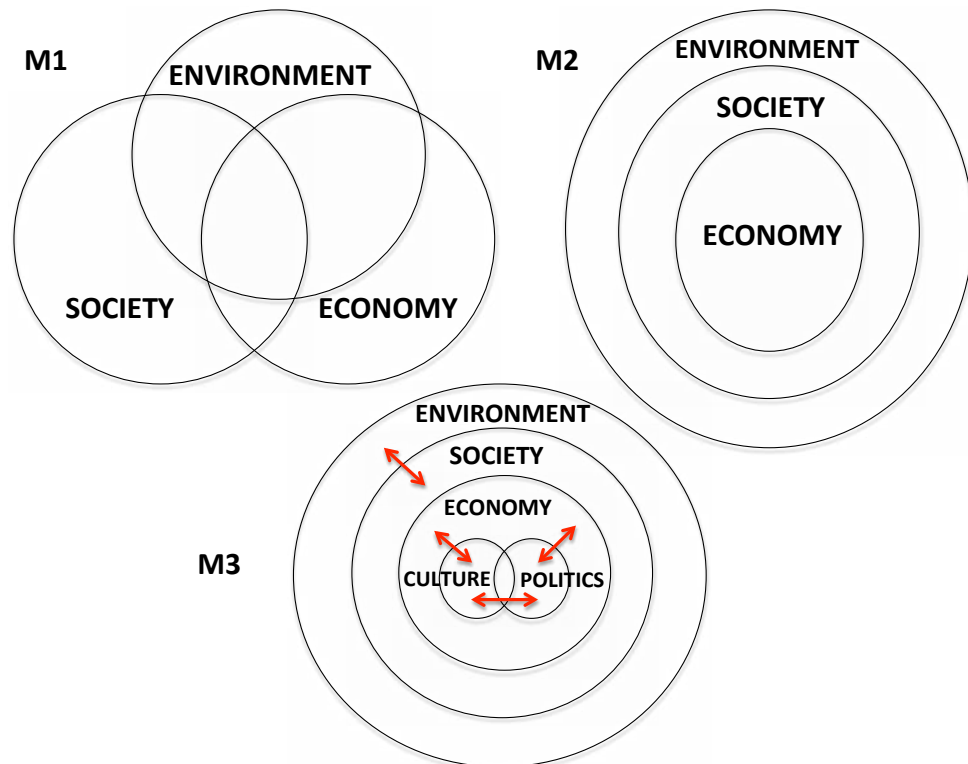 M1
ENVIRONMENT
SOCIETY
ECONOMY
M2
ENVIRONMENT
SOCIETY
ECONOMY
M3
ENVIRONMENT
SOCIETY
ECONOMY
CULTURE
POLITICS